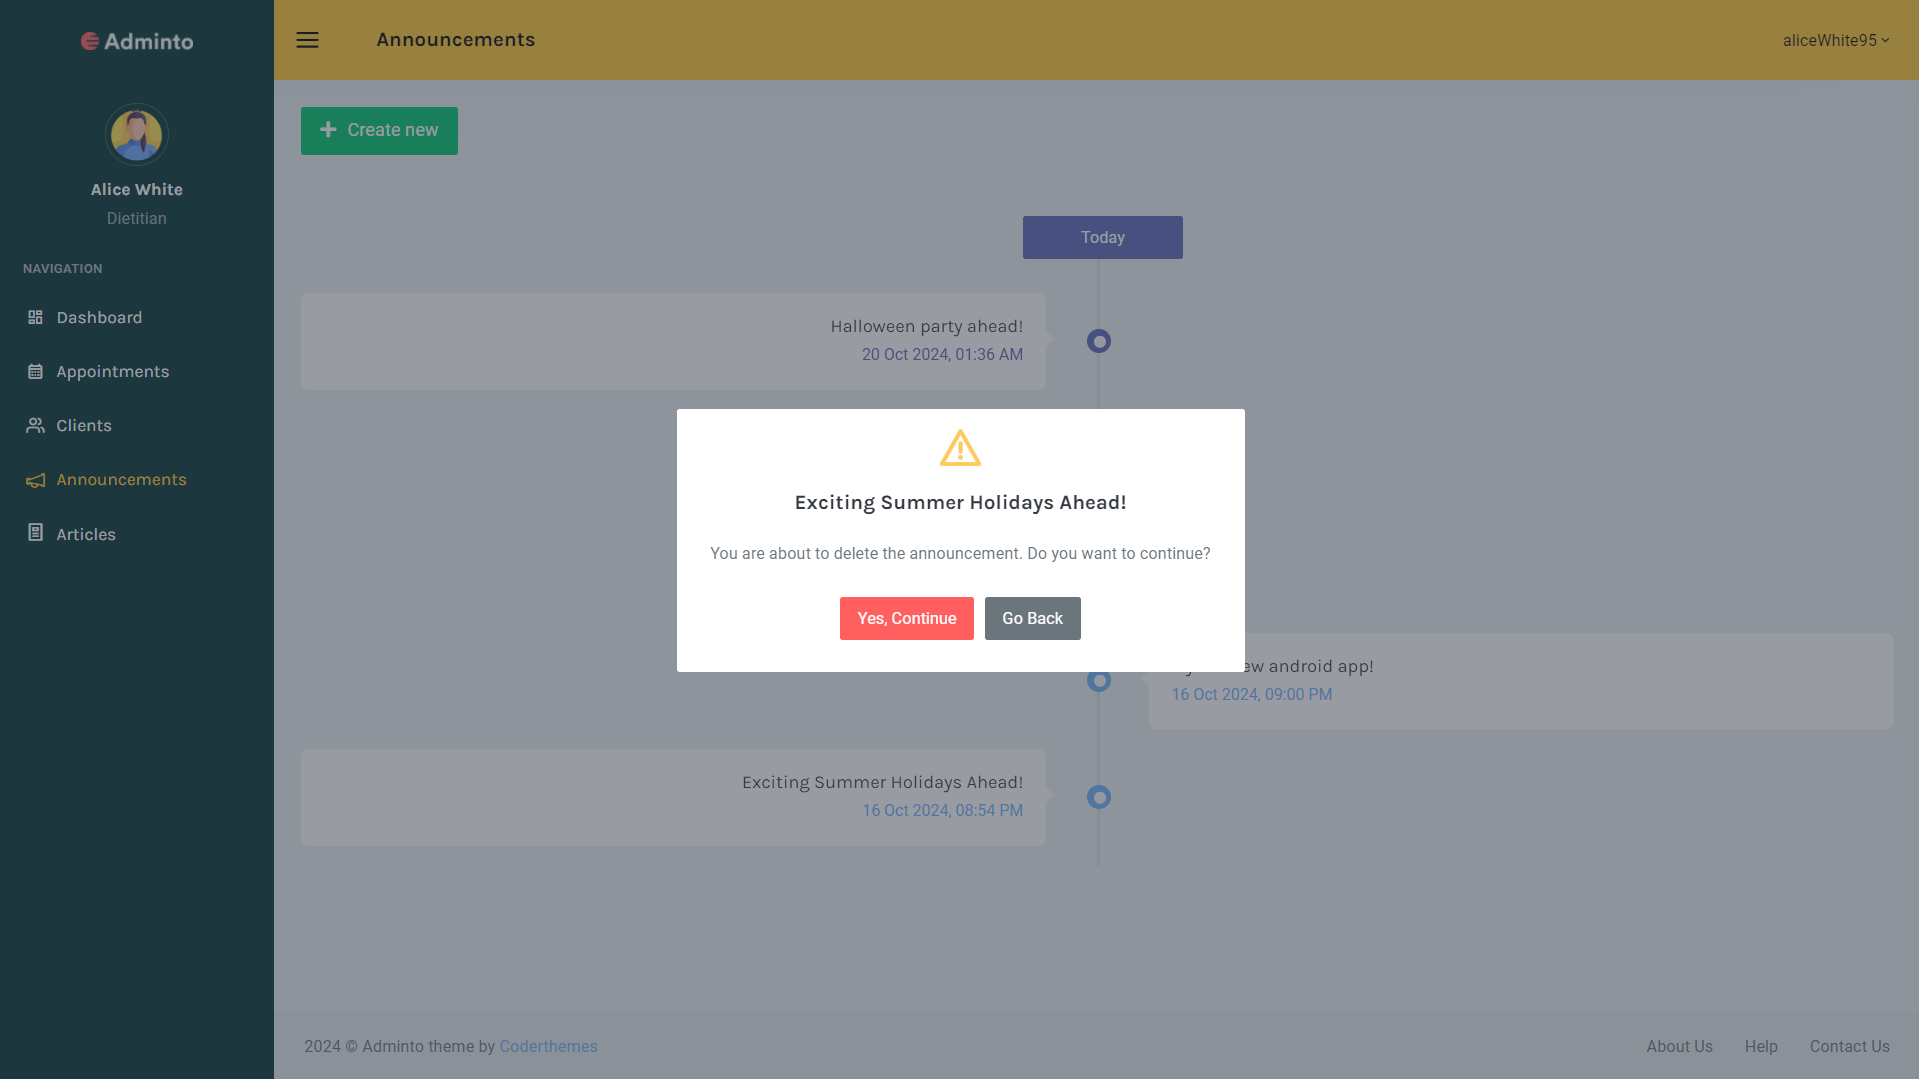 Adminto
Announcements
aliceWhite95
Create new
Alice White
Dietitian
NAVIGATION
Dashboard
Appointments
Clients
Announcements
Articles
Today
Halloween party ahead!
20 Oct 2024, 01:36 AM
Exciting Summer Holidays Ahead!
You are about to delete the announcement. Do you want to continue?
Yes, Continue
Go Back
android app!
16 Oct 2024, 09:00 PM
Exciting Summer Holidays Ahead!
16 Oct 2024, 08:54 PM
2024 © Adminto theme by Coderthemes
About Us
Help
Contact Us